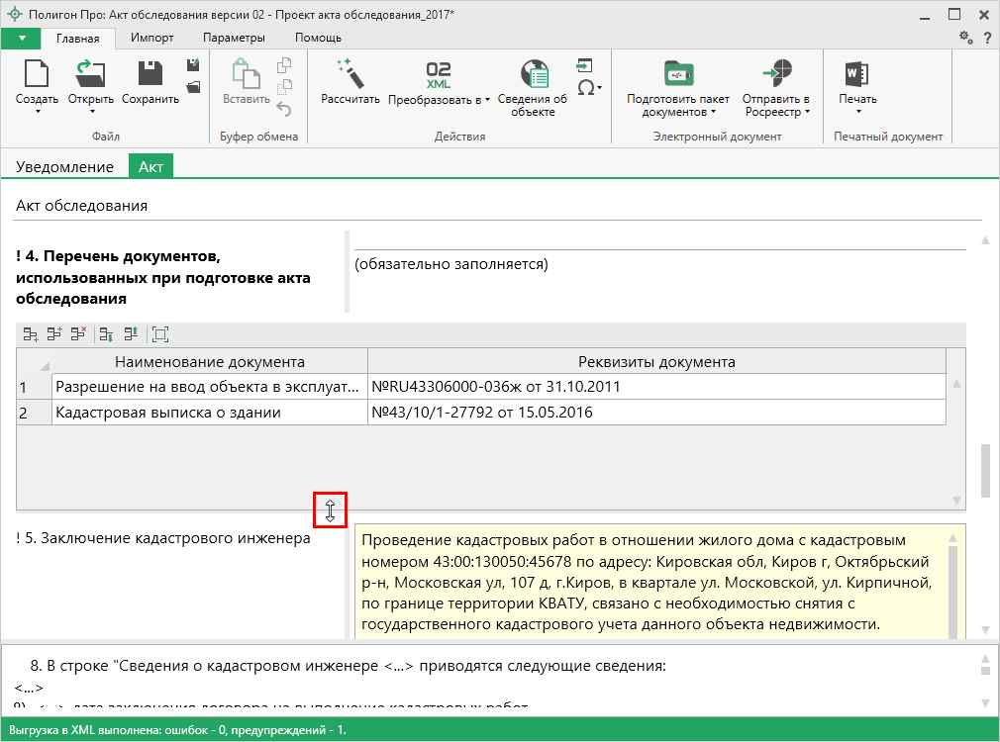 Полигон Про: Акт обследования версии 02 - Проект акта обследования_2017*
Главная Импорт Параметры Помощь
?
02
XML
Создать Открыть Сохранить Вставить Рассчитать Преобразовать в Сведения об объекте Подготовить пакет документов Отправить в Росреестр Печать
Файл Буфер обмена Действия Электронный документ Печатный документ
Уведомление Акт
Акт обследования
! 4. Перечень документов,
использованных при подготовке акта
обследования
(обязательно заполняется)
Наименование документа Реквизиты документа
1 Разрешение на ввод объекта в эксплуат... №RU43306000-036ж от 31.10.2011
2 Кадастровая выписка о здании №43/10/1-27792 от 15.05.2016
! 5. Заключение кадастрового инженера
Проведение кадастровых работ в отношении жилого дома с кадастровым
номером 43:00:130050:45678 по адресу: Кировская обл, Киров г, Октябрьский
р-н, Московская ул, 107 д, г.Киров, в квартале ул. Московской, ул. Кирпичной,
по границе территории КВАТУ, связано с необходимостью снятия с
государственного кадастрового учета данного объекта недвижимости.
8. В строке "Сведения о кадастровом инженере <...> приводятся следующие сведения:
<...>
<...> дата заключения договора на выполнение кадастровых работ
Выгрузка в XML выполнена: ошибок - 0, предупреждений - 1.